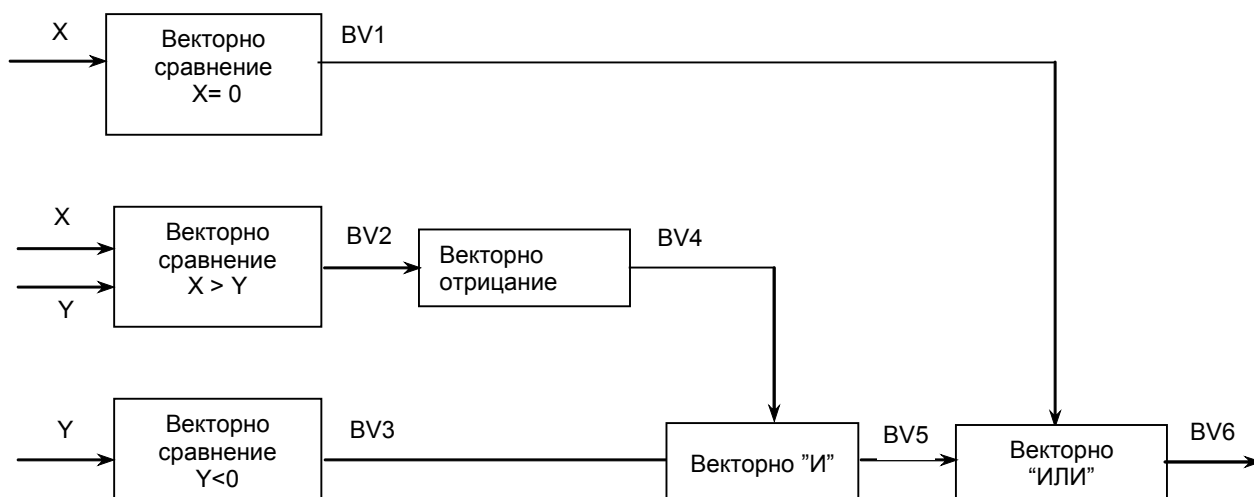 X
Векторно
сравнение
X= 0
BV1
X
Y
Векторно
сравнение
X > Y
BV2
Векторно
отрицание
BV4
Y
Векторно
сравнение
Y<0
BV3
Векторно ”И”
BV5
Векторно
“ИЛИ”
BV6